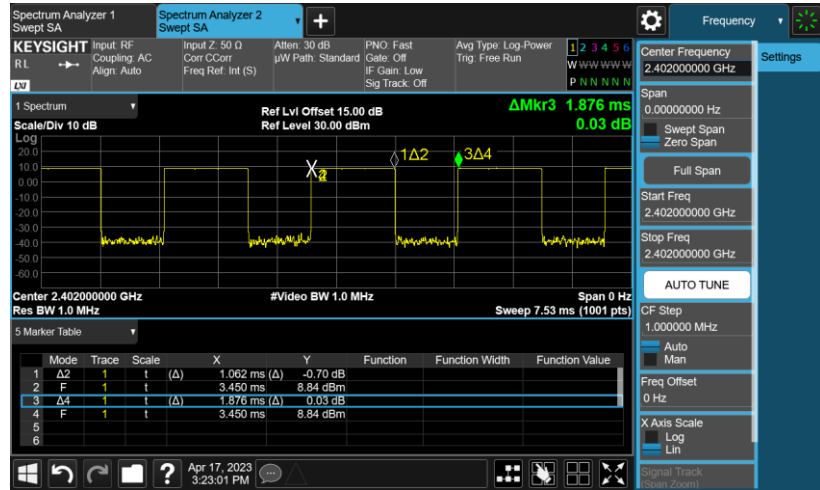 Spectrum Analyzer 1
Swept SA
Spectrum Analyzer 2
Swept SA
+
Frequency
KEYSIGHT
RL
LXI
Input: RF
Coupling: AC
Align: Auto
Input Z: 50 Ω
Corr CCorr
Freq Ref: Int (S)
Atten: 30 dB
µW Path: Standard
PNO: Fast
Gate: Off
IF Gain: Low
Sig Track: Off
Avg Type: Log-Power
Trig: Free Run
1 2 3 4 5 6
W W W W W W
P N N N N N
Center Frequency
2.402000000 GHz
Settings
Span
0.00000000 Hz
Swept Span
Zero Span
Full Span
Start Freq
2.402000000 GHz
Stop Freq
2.402000000 GHz
AUTO TUNE
CF Step
1.000000 MHz
Auto
Man
Freq Offset
0 Hz
X Axis Scale
Log
Lin
Signal Track
(Span Zoom)
1 Spectrum
Scale/Div 10 dB
Ref Lvl Offset 15.00 dB
Ref Level 30.00 dBm
ΔMkr3 1.876 ms
0.03 dB
Log
20.0
10.0
0.00
-10.0
-20.0
-30.0
-40.0
-50.0
-60.0
1Δ2
3Δ4
Center 2.402000000 GHz
Res BW 1.0 MHz
#Video BW 1.0 MHz
Span 0 Hz
Sweep 7.53 ms (1001 pts)
5 Marker Table
Mode Trace Scale X Y Function Function Width Function Value
1 Δ2 1 t (Δ) 1.062 ms (Δ) -0.70 dB
2 F 1 t 3.450 ms 8.84 dBm
3 Δ4 1 t (Δ) 1.876 ms (Δ) 0.03 dB
4 F 1 t 3.450 ms 8.84 dBm
5
6
?
Apr 17, 2023
3:23:01 PM